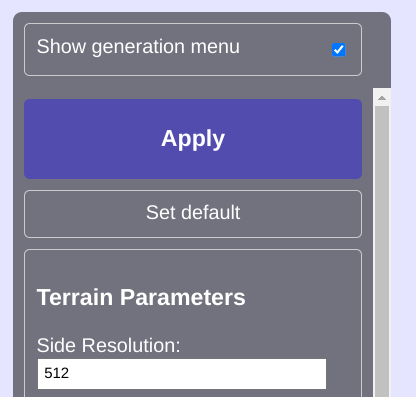 Show generation menu
Apply
Set default
Terrain Parameters
Side Resolution:
512